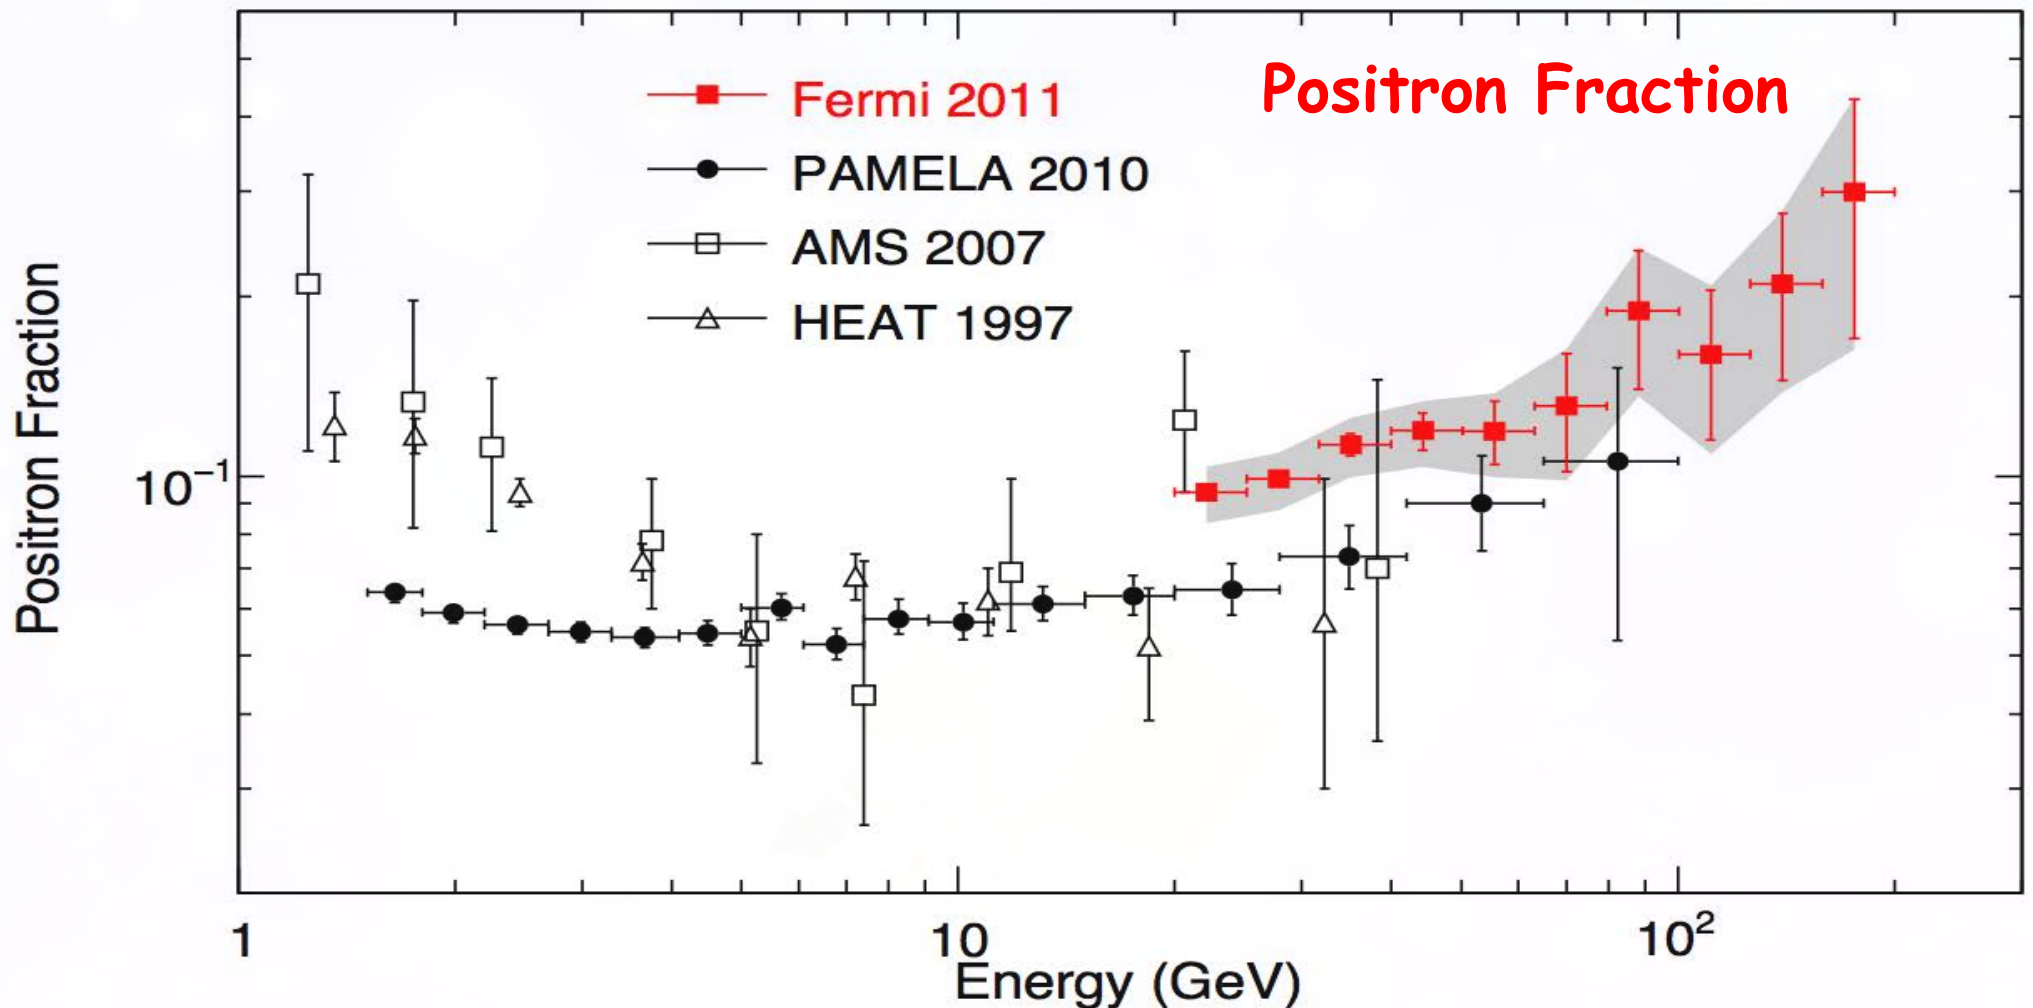 Positron Fraction
Fermi 2011
PAMELA 2010
AMS 2007
HEAT 1997
Positron Fraction
10⁻¹
1
10
10²
Energy (GeV)